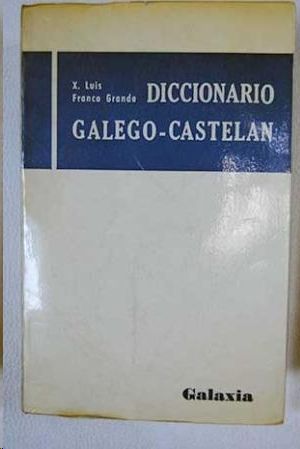 X. Luis
Franco Grande
DICCIONARIO
GALEGO-CASTELAN
Galaxia